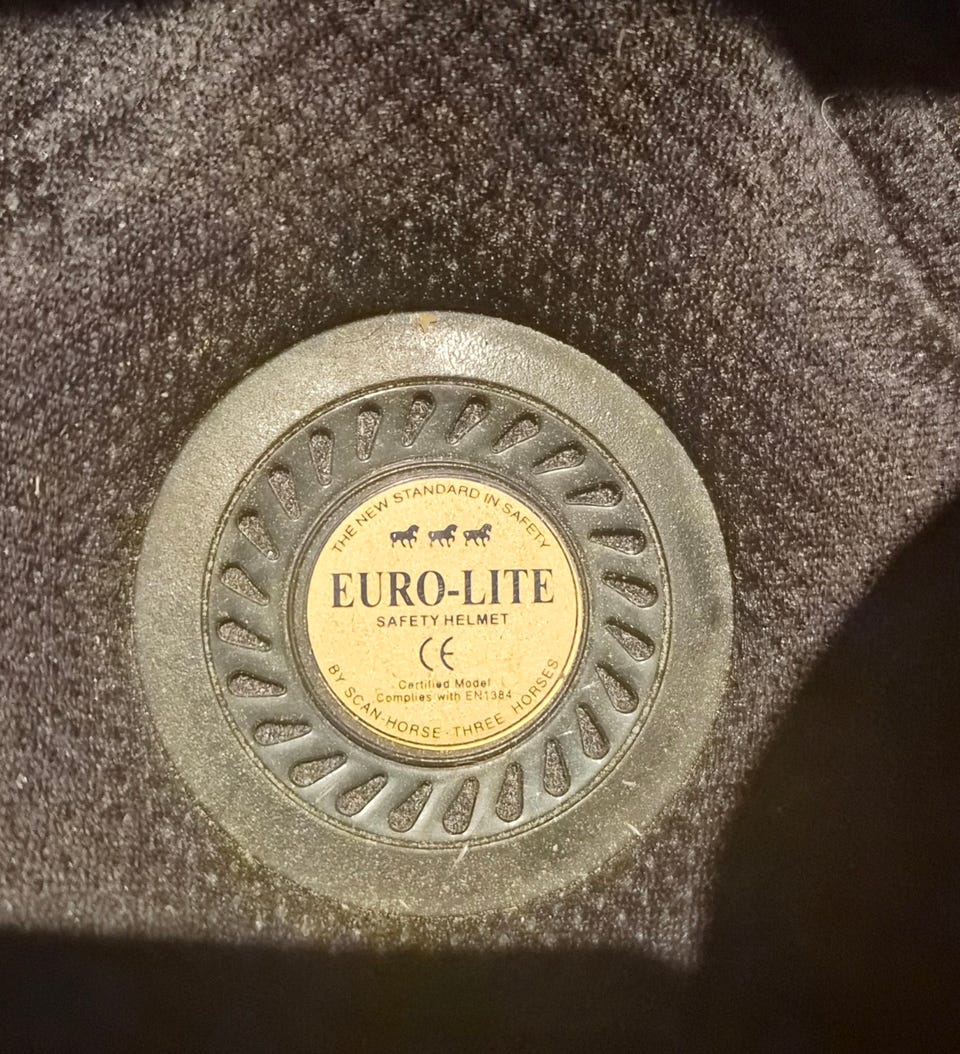 THE NEW STANDARD IN SAFETY
EURO-LITE
SAFETY HELMET
CE
Certified Model
Complies with EN1384
BY SCAN-HORSE · THREE HORSES